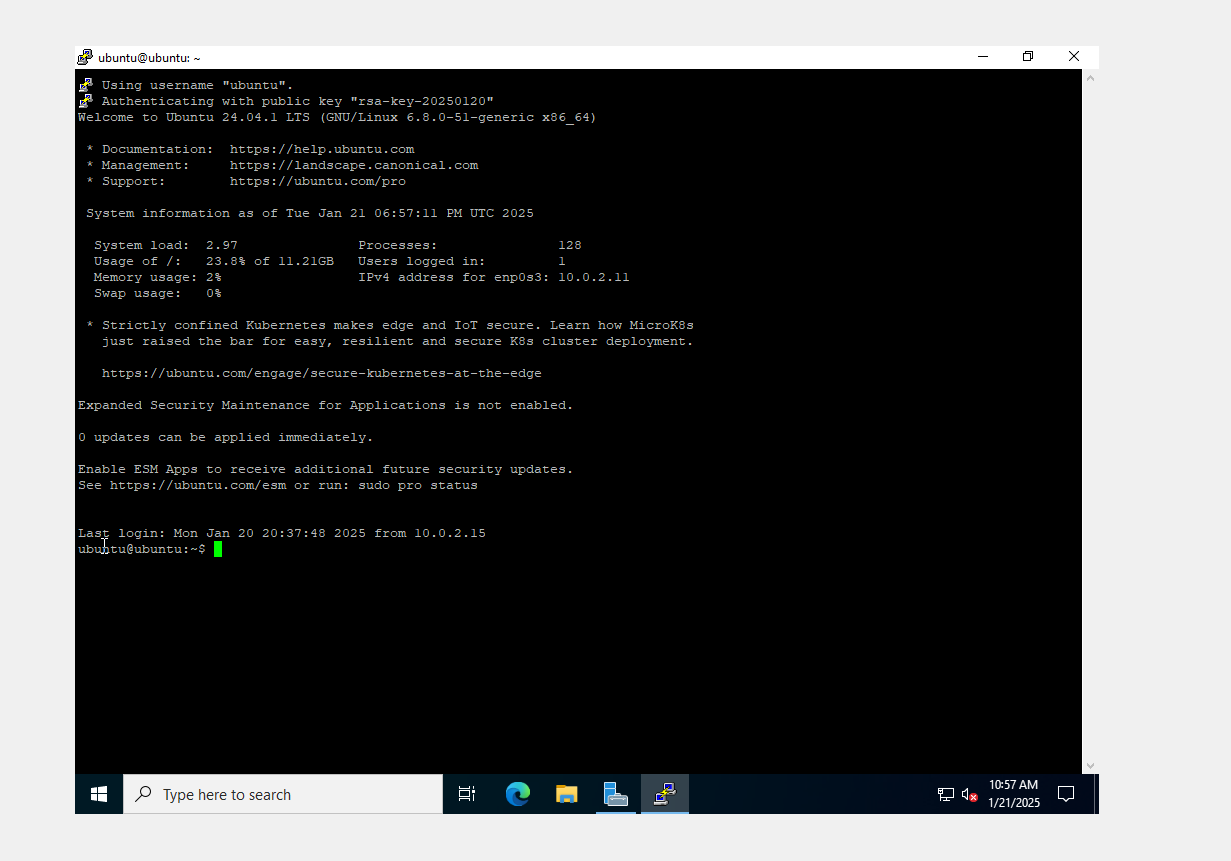 ubuntu@ubuntu: ~
Using username "ubuntu".
Authenticating with public key "rsa-key-20250120"
Welcome to Ubuntu 24.04.1 LTS (GNU/Linux 6.8.0-51-generic x86_64)
* Documentation: https://help.ubuntu.com
* Management: https://landscape.canonical.com
* Support: https://ubuntu.com/pro
System information as of Tue Jan 21 06:57:11 PM UTC 2025
System load: 2.97 Processes: 128
Usage of /: 23.8% of 11.21GB Users logged in: 1
Memory usage: 2% IPv4 address for enp0s3: 10.0.2.11
Swap usage: 0%
* Strictly confined Kubernetes makes edge and IoT secure. Learn how MicroK8s
just raised the bar for easy, resilient and secure K8s cluster deployment.
https://ubuntu.com/engage/secure-kubernetes-at-the-edge
Expanded Security Maintenance for Applications is not enabled.
0 updates can be applied immediately.
Enable ESM Apps to receive additional future security updates.
See https://ubuntu.com/esm or run: sudo pro status
Last login: Mon Jan 20 20:37:48 2025 from 10.0.2.15
ubuntu@ubuntu:~$
Type here to search
10:57 AM
1/21/2025